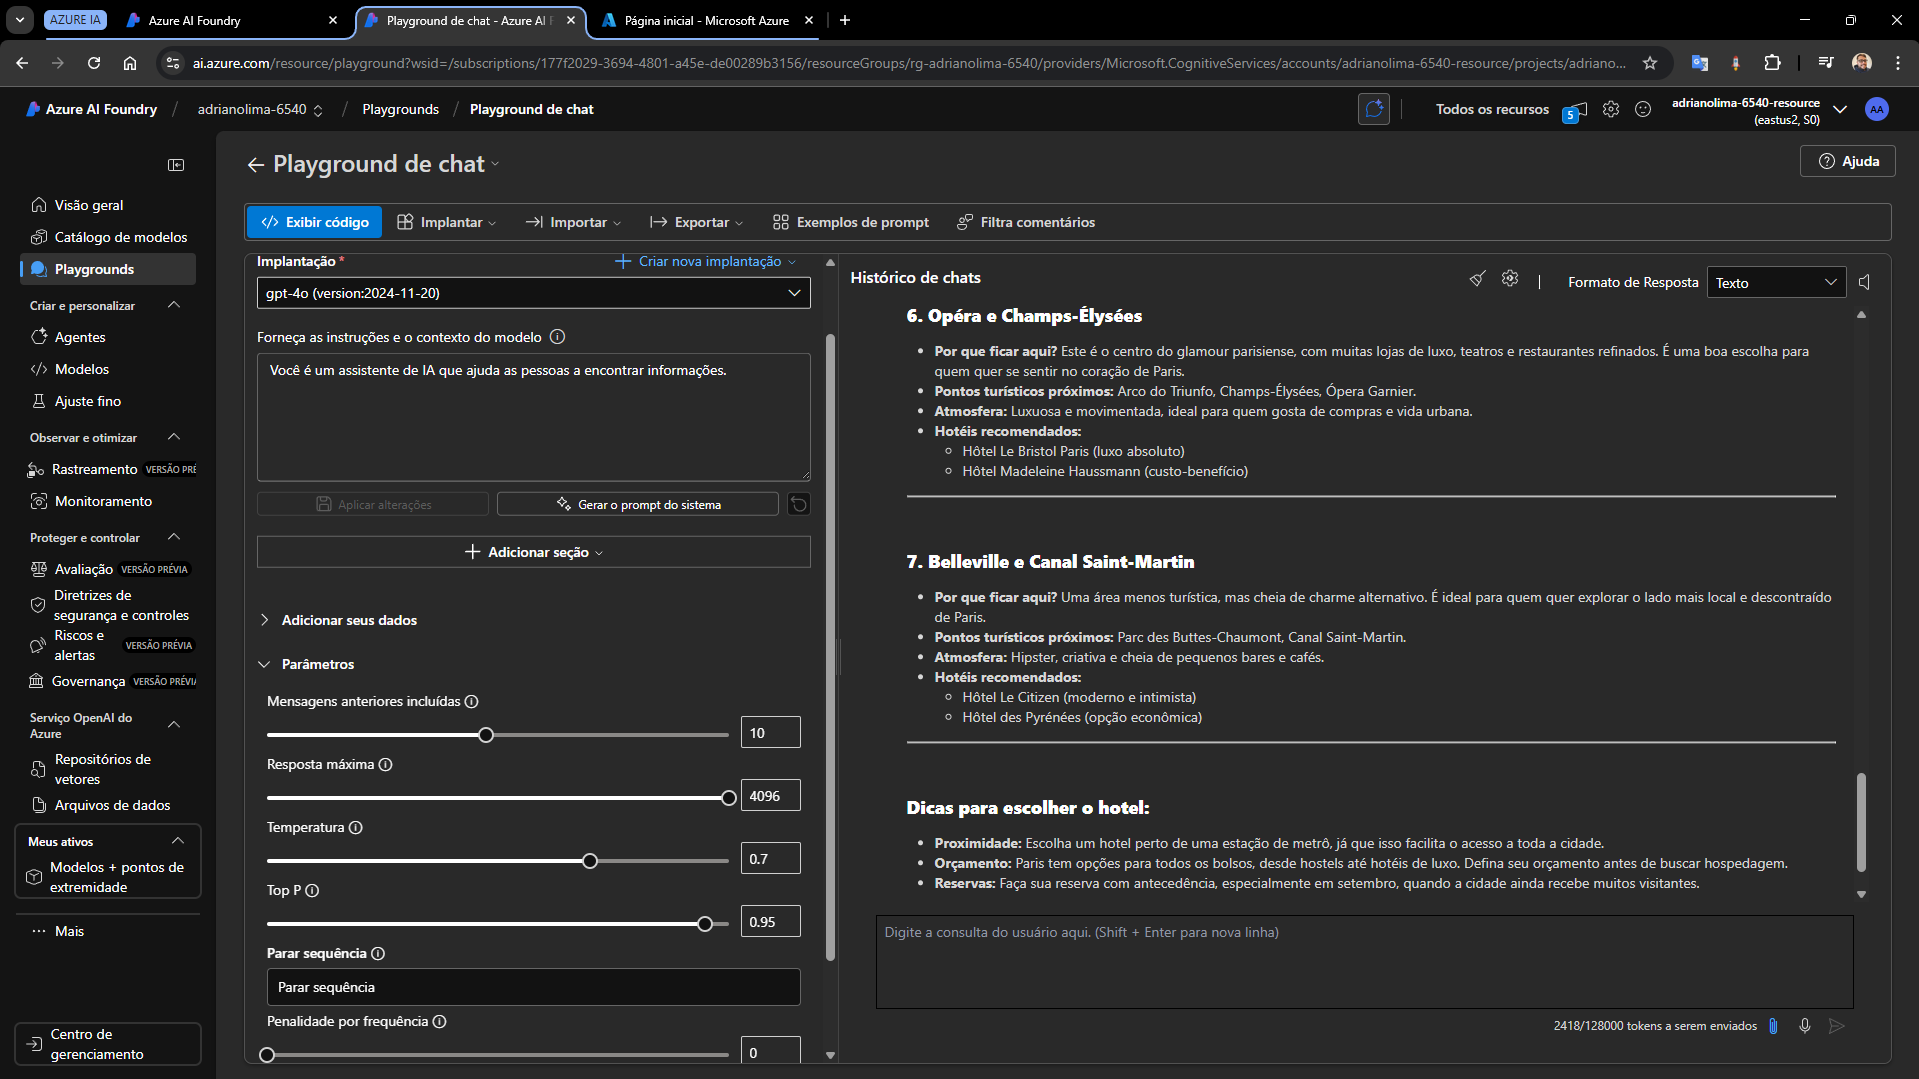 AZURE IA
Azure AI Foundry
Playground de chat - Azure AI F
Página inicial - Microsoft Azure
ai.azure.com/resource/playground?wsid=/subscriptions/177f2029-3694-4801-a45e-de00289b3156/resourceGroups/rg-adrianolima-6540/providers/Microsoft.CognitiveServices/accounts/adrianolima-6540-resource/projects/adriano...
Azure AI Foundry / adrianolima-6540 / Playgrounds / Playground de chat
Todos os recursos
5
adrianolima-6540-resource
(eastus2, S0)
AA
Playground de chat
Ajuda
Visão geral
Catálogo de modelos
Playgrounds
Criar e personalizar
Agentes
Modelos
Ajuste fino
Observar e otimizar
Rastreamento VERSÃO PRÉ
Monitoramento
Proteger e controlar
Avaliação VERSÃO PRÉVIA
Diretrizes de
segurança e controles
Riscos e
alertas
VERSÃO PRÉVIA
Governança VERSÃO PRÉVI
Serviço OpenAI do
Azure
Repositórios de
vetores
Arquivos de dados
Meus ativos
Modelos + pontos de
extremidade
Mais
Centro de
gerenciamento
Exibir código
Implantar
Importar
Exportar
Exemplos de prompt
Filtra comentários
Implantação *
Criar nova implantação
gpt-4o (version:2024-11-20)
Forneça as instruções e o contexto do modelo
Você é um assistente de IA que ajuda as pessoas a encontrar informações.
Aplicar alterações
Gerar o prompt do sistema
Adicionar seção
Adicionar seus dados
Parâmetros
Mensagens anteriores incluídas
10
Resposta máxima
4096
Temperatura
0.7
Top P
0.95
Parar sequência
Parar sequência
Penalidade por frequência
0
Histórico de chats
Formato de Resposta
Texto
6. Opéra e Champs-Élysées
• Por que ficar aqui? Este é o centro do glamour parisiense, com muitas lojas de luxo, teatros e restaurantes refinados. É uma boa escolha para
quem quer se sentir no coração de Paris.
• Pontos turísticos próximos: Arco do Triunfo, Champs-Élysées, Ópera Garnier.
• Atmosfera: Luxuosa e movimentada, ideal para quem gosta de compras e vida urbana.
• Hotéis recomendados:
Hôtel Le Bristol Paris (luxo absoluto)
Hôtel Madeleine Haussmann (custo-benefício)
7. Belleville e Canal Saint-Martin
• Por que ficar aqui? Uma área menos turística, mas cheia de charme alternativo. É ideal para quem quer explorar o lado mais local e descontraído
de Paris.
• Pontos turísticos próximos: Parc des Buttes-Chaumont, Canal Saint-Martin.
• Atmosfera: Hipster, criativa e cheia de pequenos bares e cafés.
• Hotéis recomendados:
Hôtel Le Citizen (moderno e intimista)
Hôtel des Pyrénées (opção econômica)
Dicas para escolher o hotel:
• Proximidade: Escolha um hotel perto de uma estação de metrô, já que isso facilita o acesso a toda a cidade.
• Orçamento: Paris tem opções para todos os bolsos, desde hostels até hotéis de luxo. Defina seu orçamento antes de buscar hospedagem.
• Reservas: Faça sua reserva com antecedência, especialmente em setembro, quando a cidade ainda recebe muitos visitantes.
Digite a consulta do usuário aqui. (Shift + Enter para nova linha)
2418/128000 tokens a serem enviados